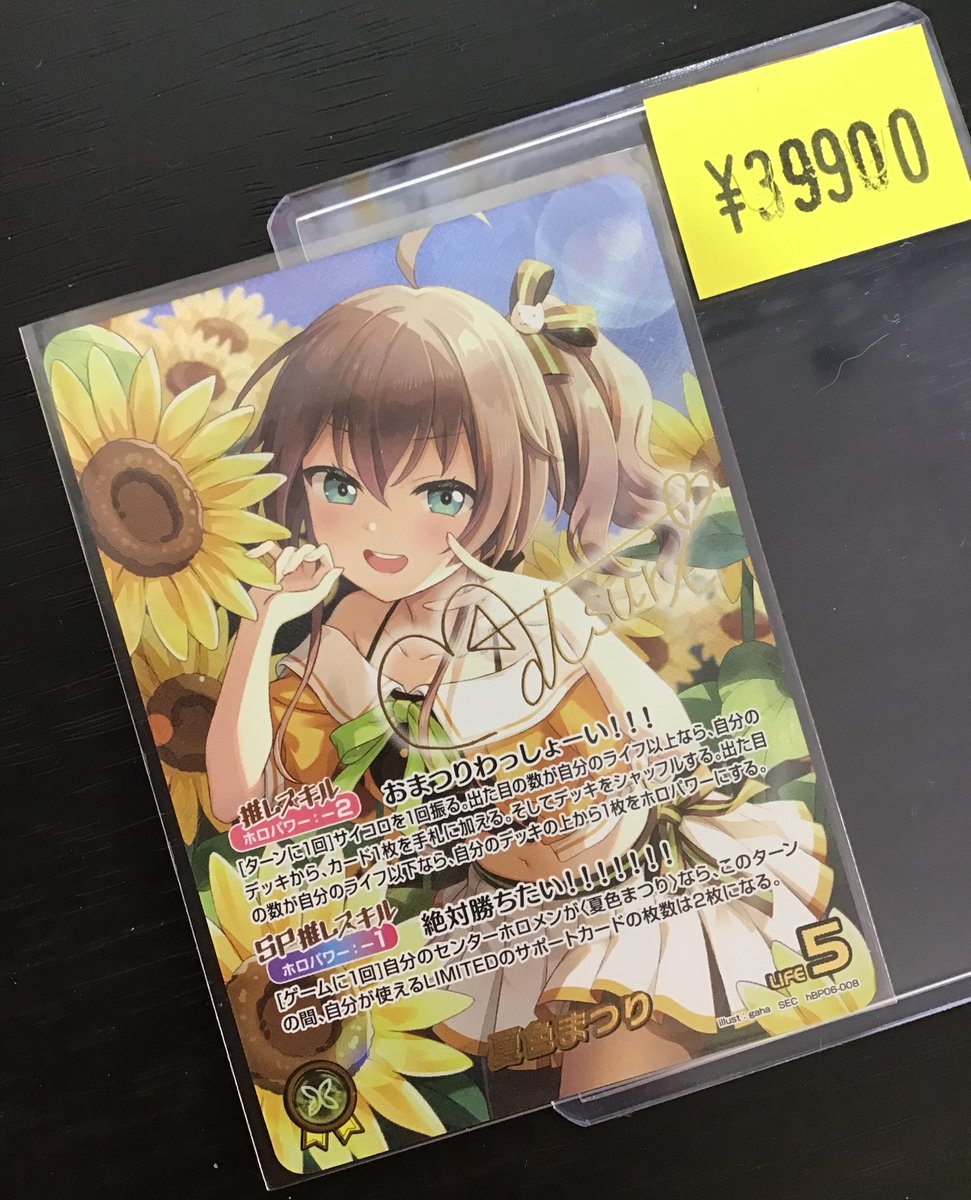 ¥39900
Matsuri
推しスキル
ホロパワー：－2
おまつりわっしょーい！！！
[ターンに1回]サイコロを1回振る。出た目の数が自分のライフ以上なら、自分の
デッキから、カード1枚を手札に加える。そしてデッキをシャッフルする。出た目
の数が自分のライフ以下なら、自分のデッキの上から1枚をホロパワーにする。
SP推しスキル
ホロパワー：－1
絶対勝ちたい！！！！！！！
[ゲームに1回]自分のセンターホロメンが〈夏色まつり〉なら、このターン
の間、自分が使えるLIMITEDのサポートカードの枚数は2枚になる。
LIFE 5
夏色まつり
illust：gaha SEC hBP06-008